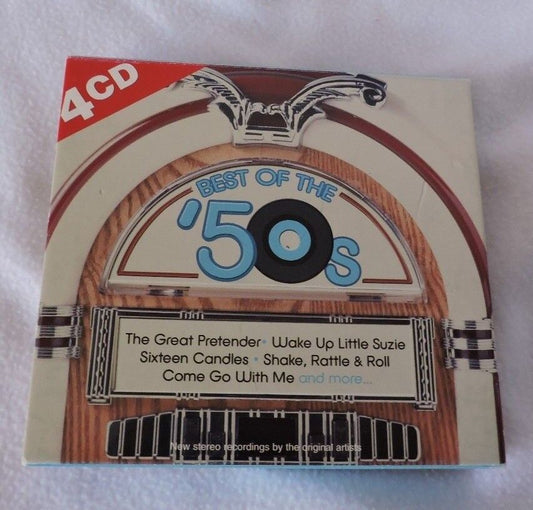 4CD
BEST OF THE
'50s
The Great Pretender • Wake Up Little Suzie
Sixteen Candles • Shake, Rattle & Roll
Come Go With Me and more...
New stereo recordings by the original artists